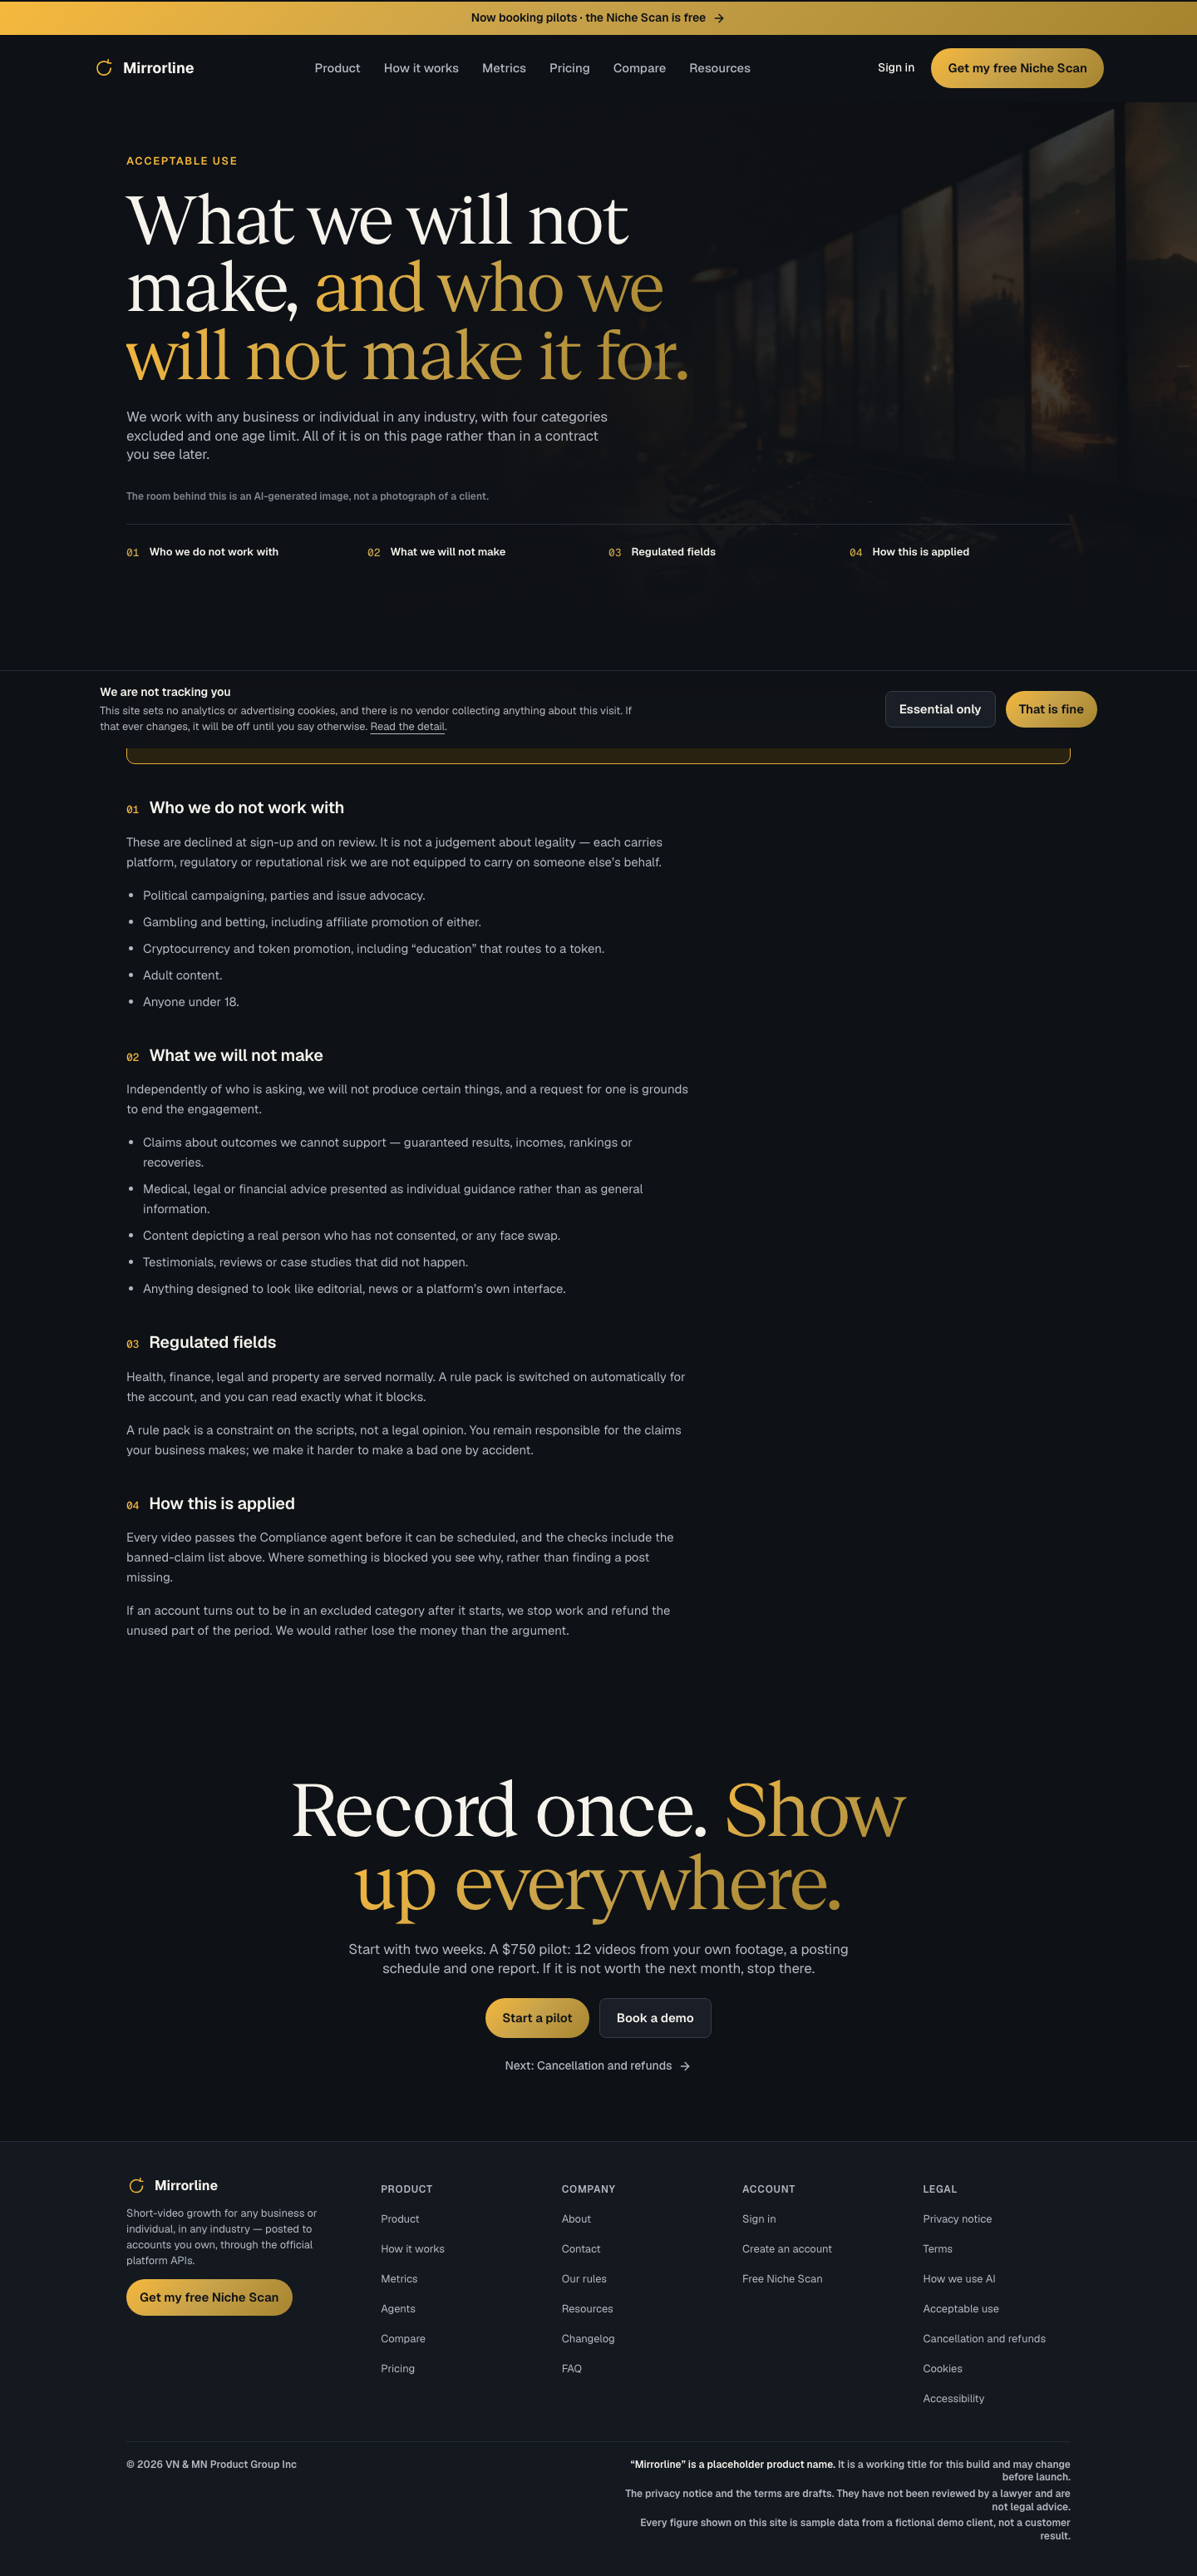 Now booking pilots · the Niche Scan is free →
Mirrorline
Product
How it works
Metrics
Pricing
Compare
Resources
Sign in
Get my free Niche Scan
ACCEPTABLE USE
What we will not
make, and who we
will not make it for.
We work with any business or individual in any industry, with four categories
excluded and one age limit. All of it is on this page rather than in a contract
you see later.
The room behind this is an AI-generated image, not a photograph of a client.
01 Who we do not work with
02 What we will not make
03 Regulated fields
04 How this is applied
We are not tracking you
This site sets no analytics or advertising cookies, and there is no vendor collecting anything about this visit. If
that ever changes, it will be off until you say otherwise. Read the detail.
Essential only
That is fine
01 Who we do not work with
These are declined at sign-up and on review. It is not a judgement about legality — each carries
platform, regulatory or reputational risk we are not equipped to carry on someone else’s behalf.
• Political campaigning, parties and issue advocacy.
• Gambling and betting, including affiliate promotion of either.
• Cryptocurrency and token promotion, including “education” that routes to a token.
• Adult content.
• Anyone under 18.
02 What we will not make
Independently of who is asking, we will not produce certain things, and a request for one is grounds
to end the engagement.
• Claims about outcomes we cannot support — guaranteed results, incomes, rankings or
recoveries.
• Medical, legal or financial advice presented as individual guidance rather than as general
information.
• Content depicting a real person who has not consented, or any face swap.
• Testimonials, reviews or case studies that did not happen.
• Anything designed to look like editorial, news or a platform’s own interface.
03 Regulated fields
Health, finance, legal and property are served normally. A rule pack is switched on automatically for
the account, and you can read exactly what it blocks.
A rule pack is a constraint on the scripts, not a legal opinion. You remain responsible for the claims
your business makes; we make it harder to make a bad one by accident.
04 How this is applied
Every video passes the Compliance agent before it can be scheduled, and the checks include the
banned-claim list above. Where something is blocked you see why, rather than finding a post
missing.
If an account turns out to be in an excluded category after it starts, we stop work and refund the
unused part of the period. We would rather lose the money than the argument.
Record once. Show
up everywhere.
Start with two weeks. A $750 pilot: 12 videos from your own footage, a posting
schedule and one report. If it is not worth the next month, stop there.
Start a pilot
Book a demo
Next: Cancellation and refunds →
Mirrorline
Short-video growth for any business or
individual, in any industry — posted to
accounts you own, through the official
platform APIs.
Get my free Niche Scan
PRODUCT
Product
How it works
Metrics
Agents
Compare
Pricing
COMPANY
About
Contact
Our rules
Resources
Changelog
FAQ
ACCOUNT
Sign in
Create an account
Free Niche Scan
LEGAL
Privacy notice
Terms
How we use AI
Acceptable use
Cancellation and refunds
Cookies
Accessibility
© 2026 VN & MN Product Group Inc
“Mirrorline” is a placeholder product name. It is a working title for this build and may change
before launch.
The privacy notice and the terms are drafts. They have not been reviewed by a lawyer and are
not legal advice.
Every figure shown on this site is sample data from a fictional demo client, not a customer
result.